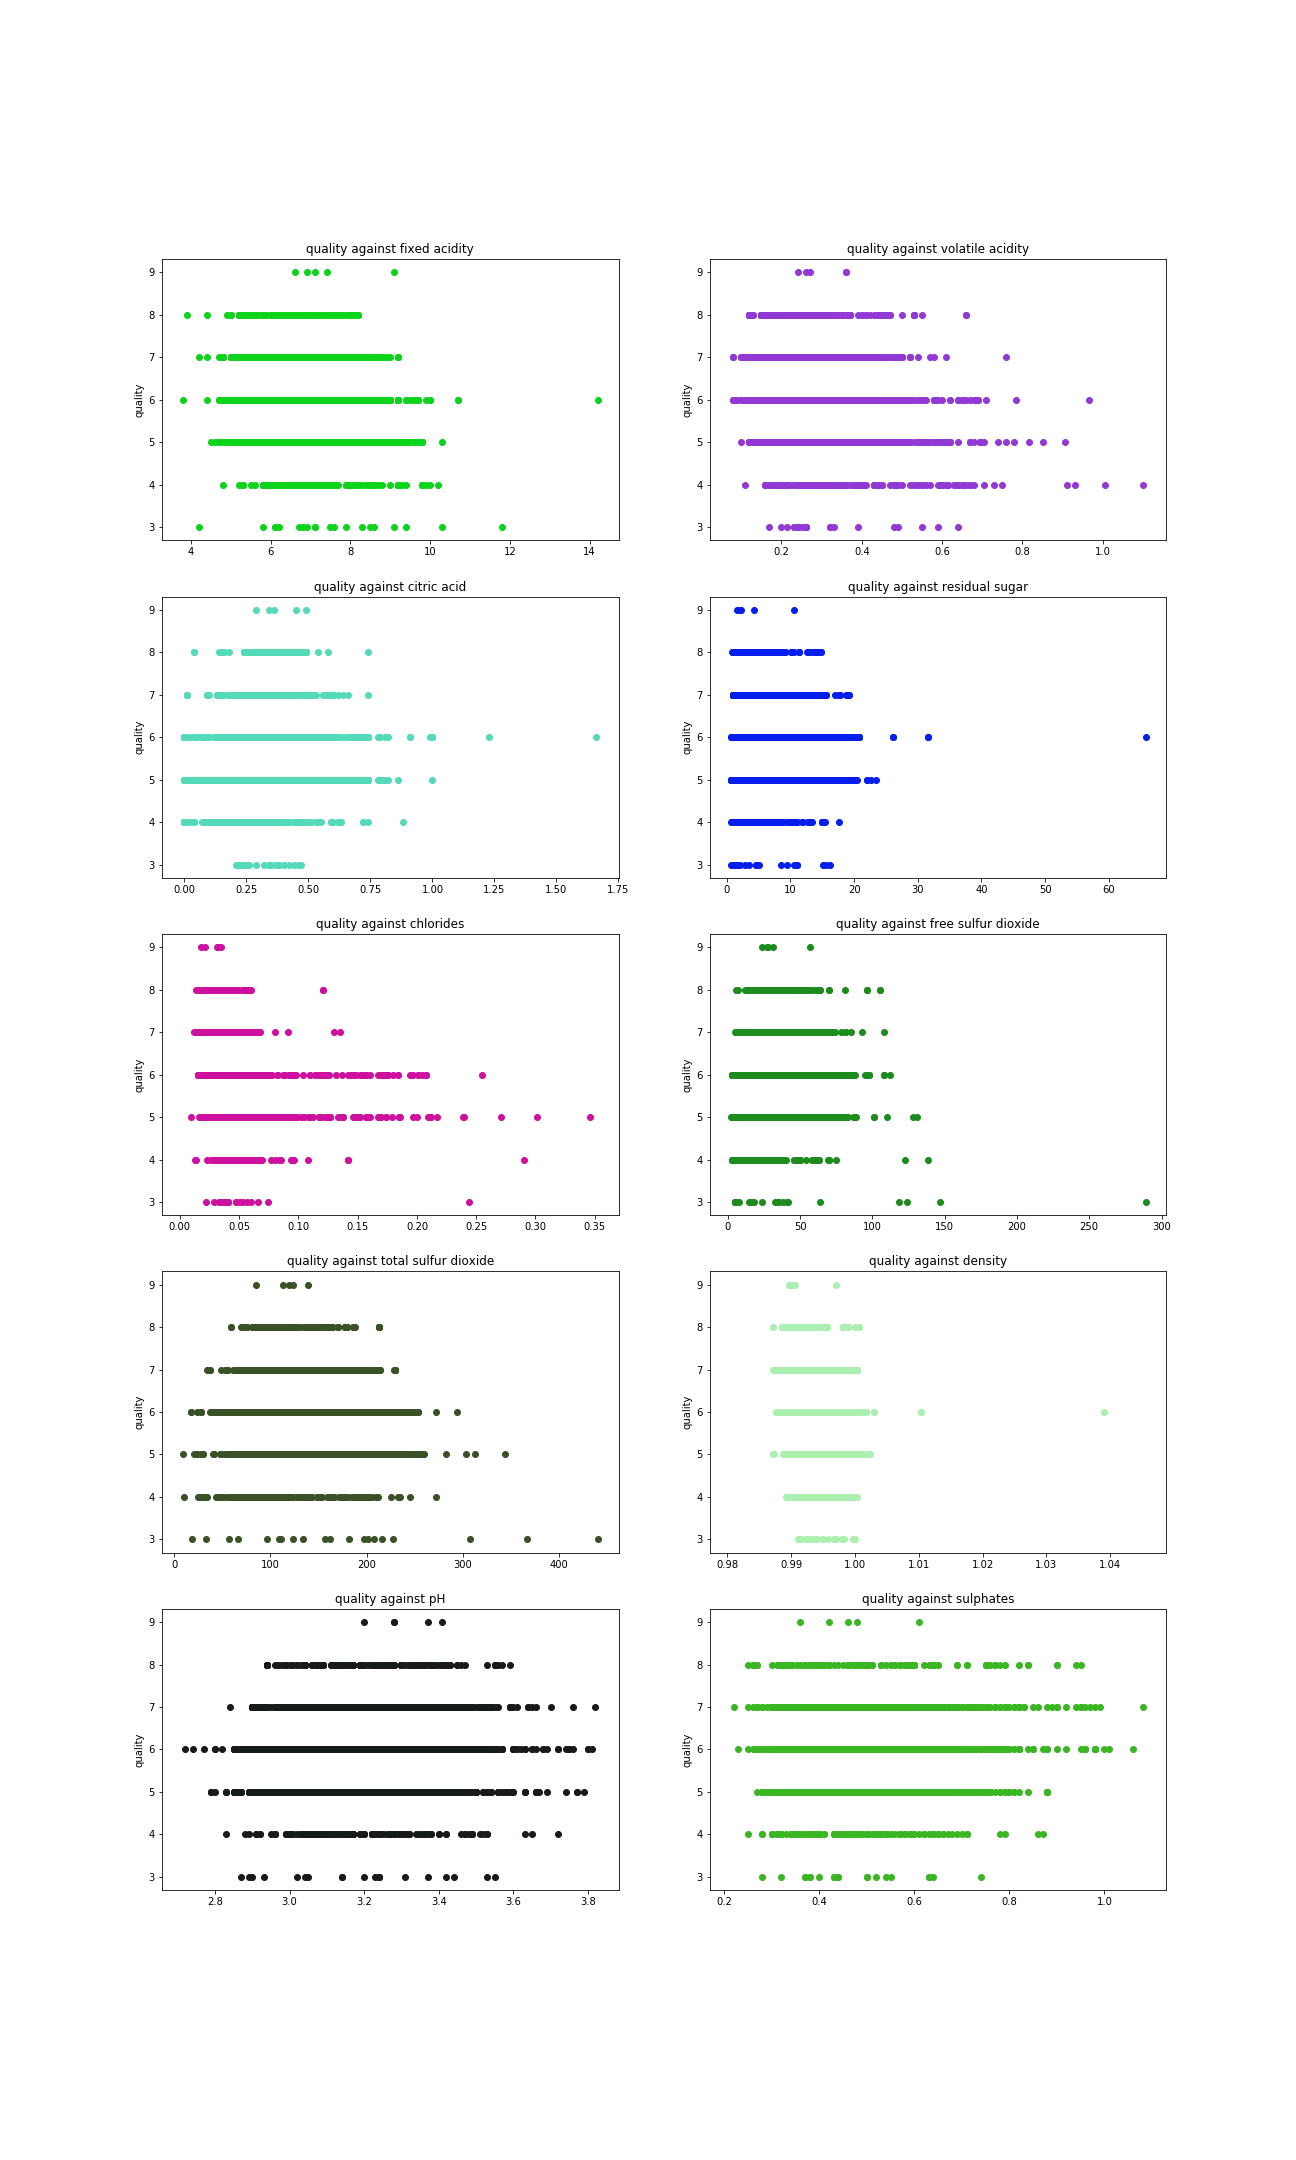 quality against fixed acidity
quality
9
8
7
6
5
4
3
4 6 8 10 12 14
quality against volatile acidity
quality
9
8
7
6
5
4
3
0.2 0.4 0.6 0.8 1.0
quality against citric acid
quality
9
8
7
6
5
4
3
0.00 0.25 0.50 0.75 1.00 1.25 1.50 1.75
quality against residual sugar
quality
9
8
7
6
5
4
3
0 10 20 30 40 50 60
quality against chlorides
quality
9
8
7
6
5
4
3
0.00 0.05 0.10 0.15 0.20 0.25 0.30 0.35
quality against free sulfur dioxide
quality
9
8
7
6
5
4
3
0 50 100 150 200 250 300
quality against total sulfur dioxide
quality
9
8
7
6
5
4
3
0 100 200 300 400
quality against density
quality
9
8
7
6
5
4
3
0.98 0.99 1.00 1.01 1.02 1.03 1.04
quality against pH
quality
9
8
7
6
5
4
3
2.8 3.0 3.2 3.4 3.6 3.8
quality against sulphates
quality
9
8
7
6
5
4
3
0.2 0.4 0.6 0.8 1.0